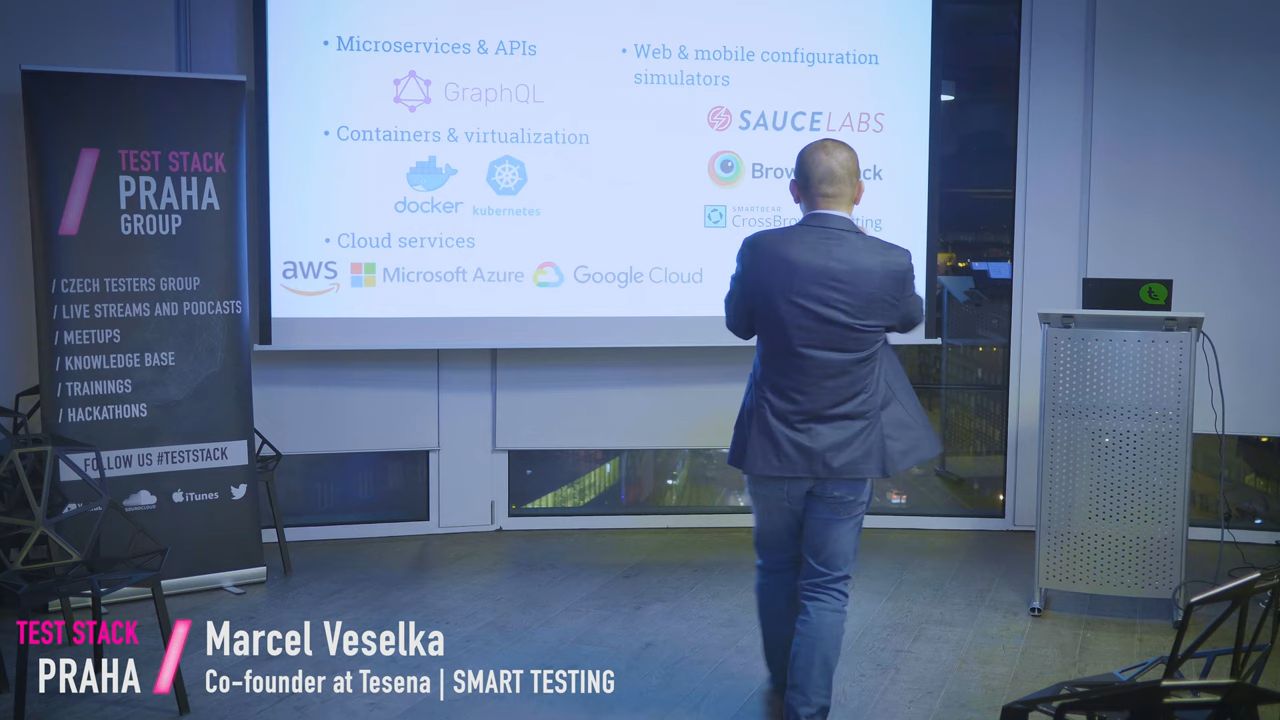 • Microservices & APIs
GraphQL
• Containers & virtualization
docker
kubernetes
• Cloud services
aws
Microsoft Azure
Google Cloud
• Web & mobile configuration
simulators
SAUCELABS
SMARTBEAR
TEST STACK
PRAHA
GROUP
/ CZECH TESTERS GROUP
/ LIVE STREAMS AND PODCASTS
/ MEETUPS
/ KNOWLEDGE BASE
/ TRAININGS
/ HACKATHONS
FOLLOW US #TESTSTACK
SOUNDCLOUD
iTunes
TEST STACK
PRAHA
Marcel Veselka
Co-founder at Tesena | SMART TESTING